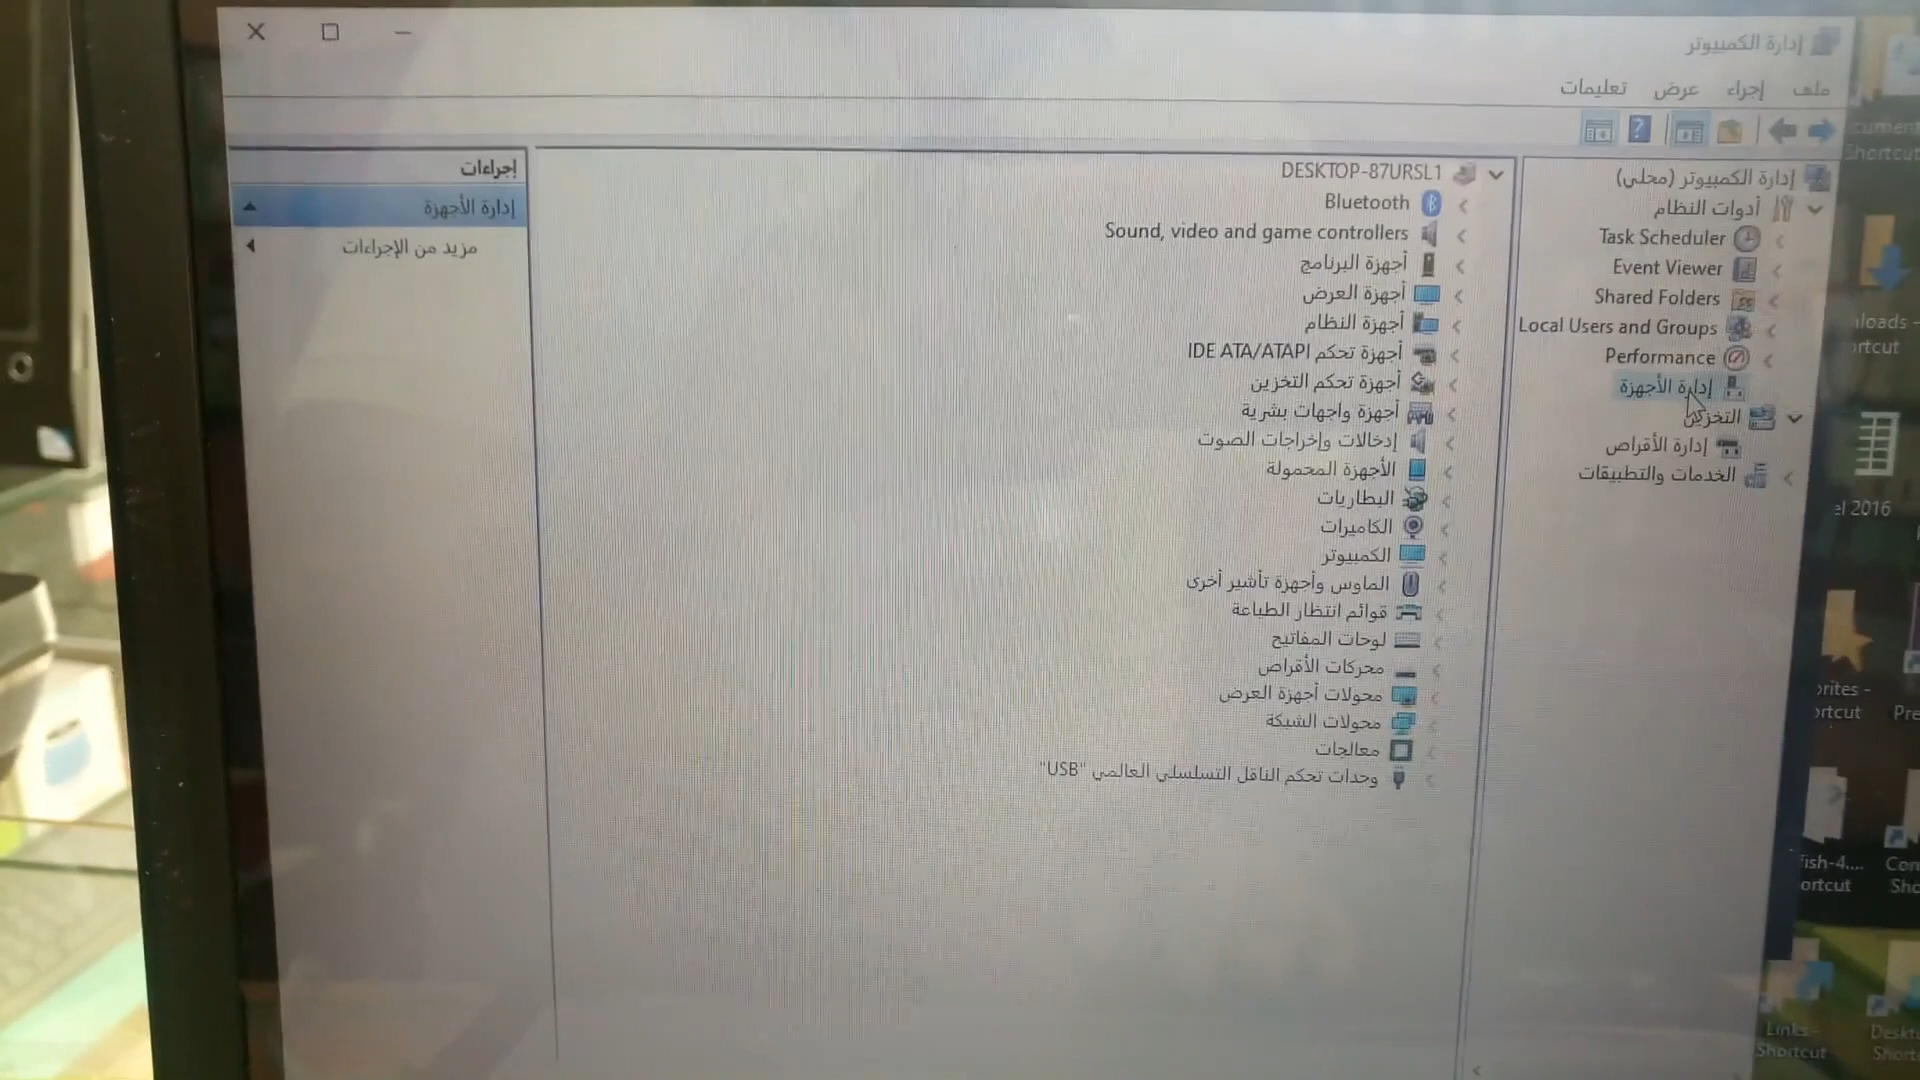 إدارة الكمبيوتر
ملف إجراء عرض تعليمات
إدارة الكمبيوتر (محلي)
أدوات النظام
Task Scheduler
Event Viewer
Shared Folders
Local Users and Groups
Performance
إدارة الأجهزة
التخزين
إدارة الأقراص
الخدمات والتطبيقات
DESKTOP-87URSL1
Bluetooth
Sound, video and game controllers
أجهزة البرنامج
أجهزة العرض
أجهزة النظام
أجهزة تحكم IDE ATA/ATAPI
أجهزة تحكم التخزين
أجهزة واجهات بشرية
إدخالات وإخراجات الصوت
الأجهزة المحمولة
البطاريات
الكاميرات
الكمبيوتر
الماوس وأجهزة تأشير أخرى
قوائم انتظار الطباعة
لوحات المفاتيح
محركات الأقراص
محولات أجهزة العرض
محولات الشبكة
معالجات
وحدات تحكم الناقل التسلسلي العالمي "USB"
إجراءات
إدارة الأجهزة
مزيد من الإجراءات
2016
Links -
Shortcut